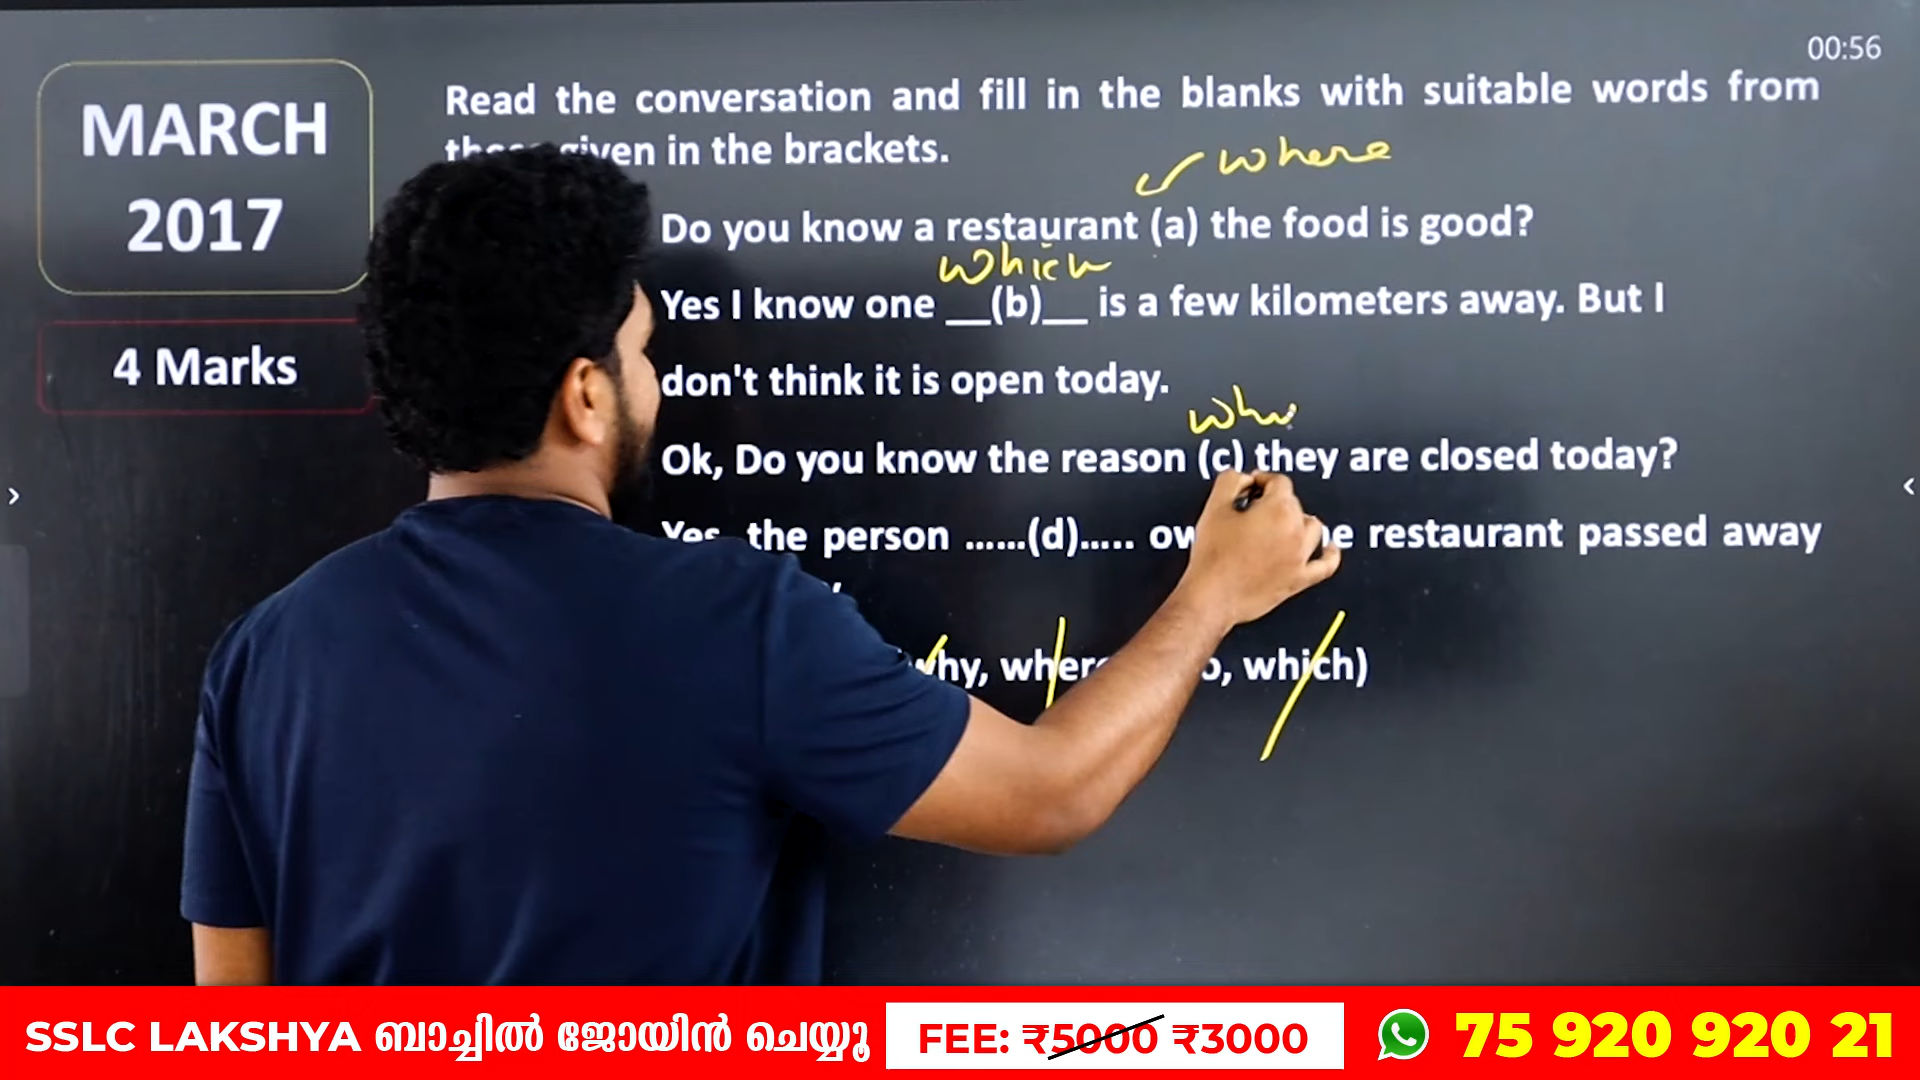 00:56
MARCH
2017
4 Marks
Read the conversation and fill in the blanks with suitable words from
given in the brackets.
where
Do you know a restaurant (a) the food is good?
which
Yes I know one __(b)__ is a few kilometers away. But I
don't think it is open today.
Ok, Do you know the reason (c) they are closed today?
Yes, the person ......(d)..... restaurant passed away
why, which)
SSLC LAKSHYA ബാച്ചിൽ ജോയിൻ ചെയ്യൂ
FEE: ₹5000 ₹3000
75 920 920 21